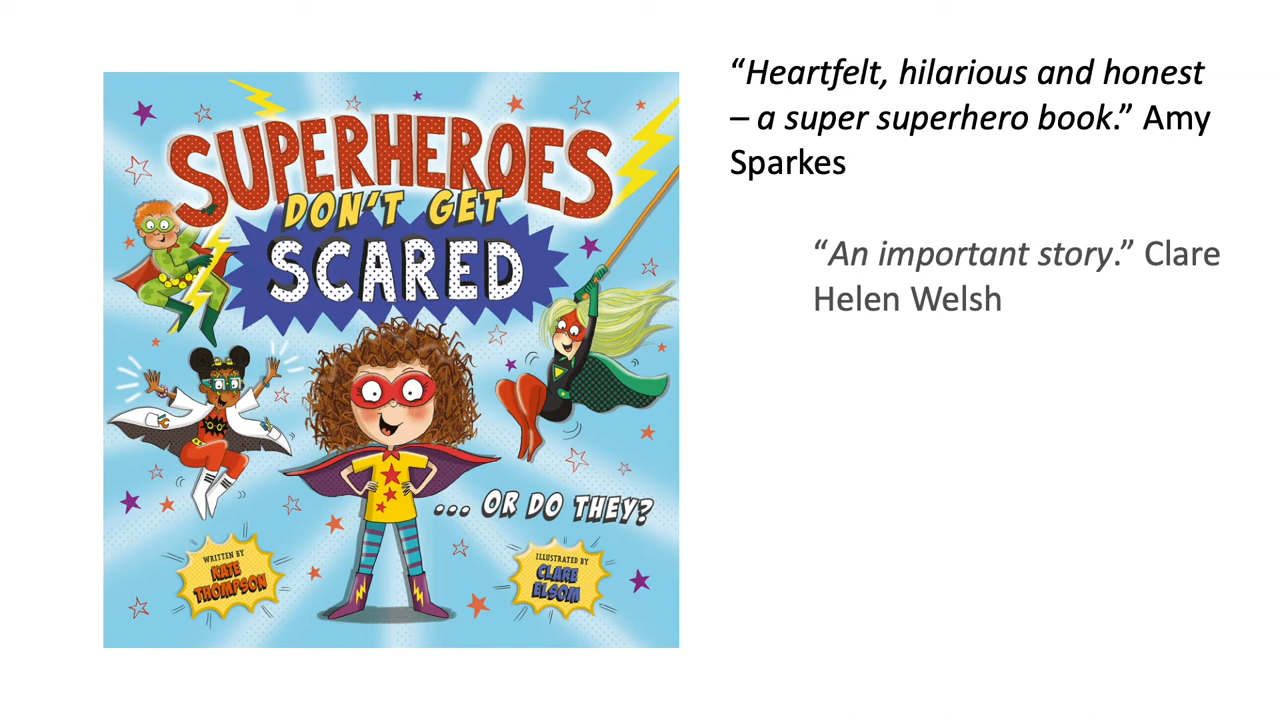 SUPERHEROES
DON'T GET
SCARED
... OR DO THEY?
WRITTEN BY
KATE
THOMPSON
ILLUSTRATED BY
CLARE
ELSOM
“Heartfelt, hilarious and honest
– a super superhero book.” Amy
Sparkes
“An important story.” Clare
Helen Welsh